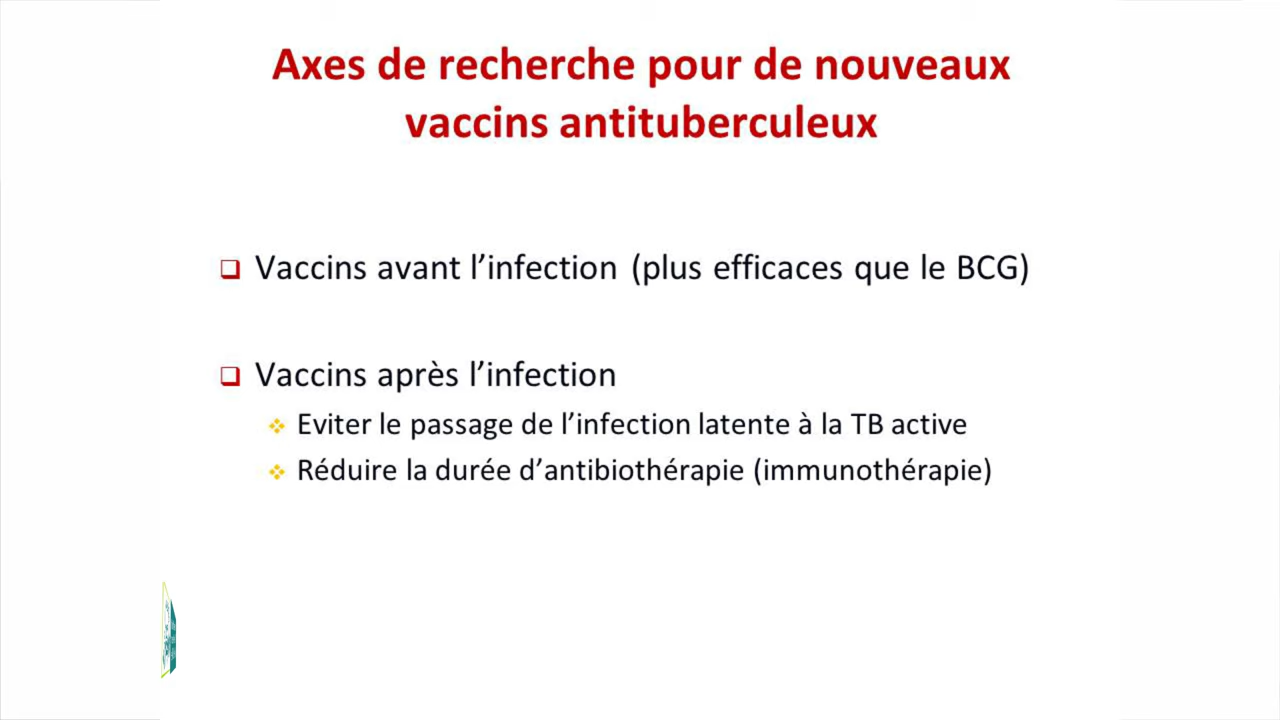 Axes de recherche pour de nouveaux
vaccins antituberculeux
Vaccins avant l’infection (plus efficaces que le BCG)
Vaccins après l’infection
Eviter le passage de l’infection latente à la TB active
Réduire la durée d’antibiothérapie (immunothérapie)